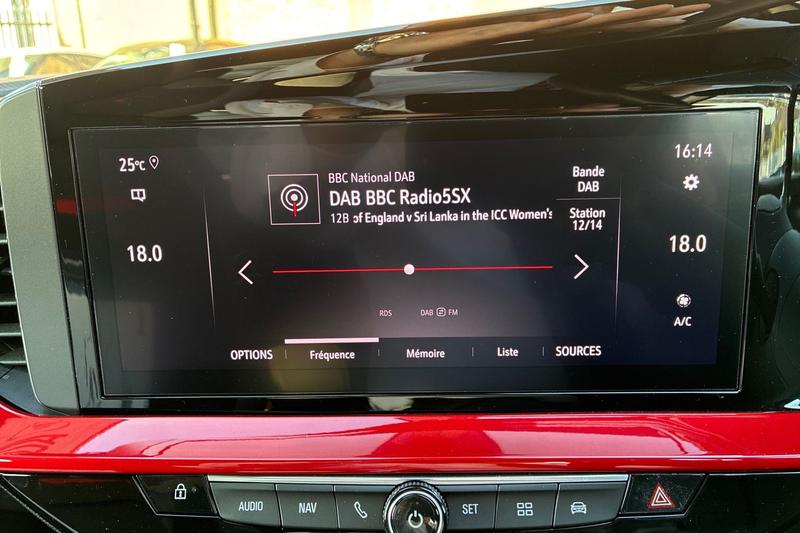 25°C
18.0
BBC National DAB
DAB BBC Radio5SX
12B of England v Sri Lanka in the ICC Women's
Bande
DAB
Station
12/14
16:14
18.0
A/C
RDS
DAB FM
OPTIONS
Fréquence
Mémoire
Liste
SOURCES
AUDIO
NAV
SET